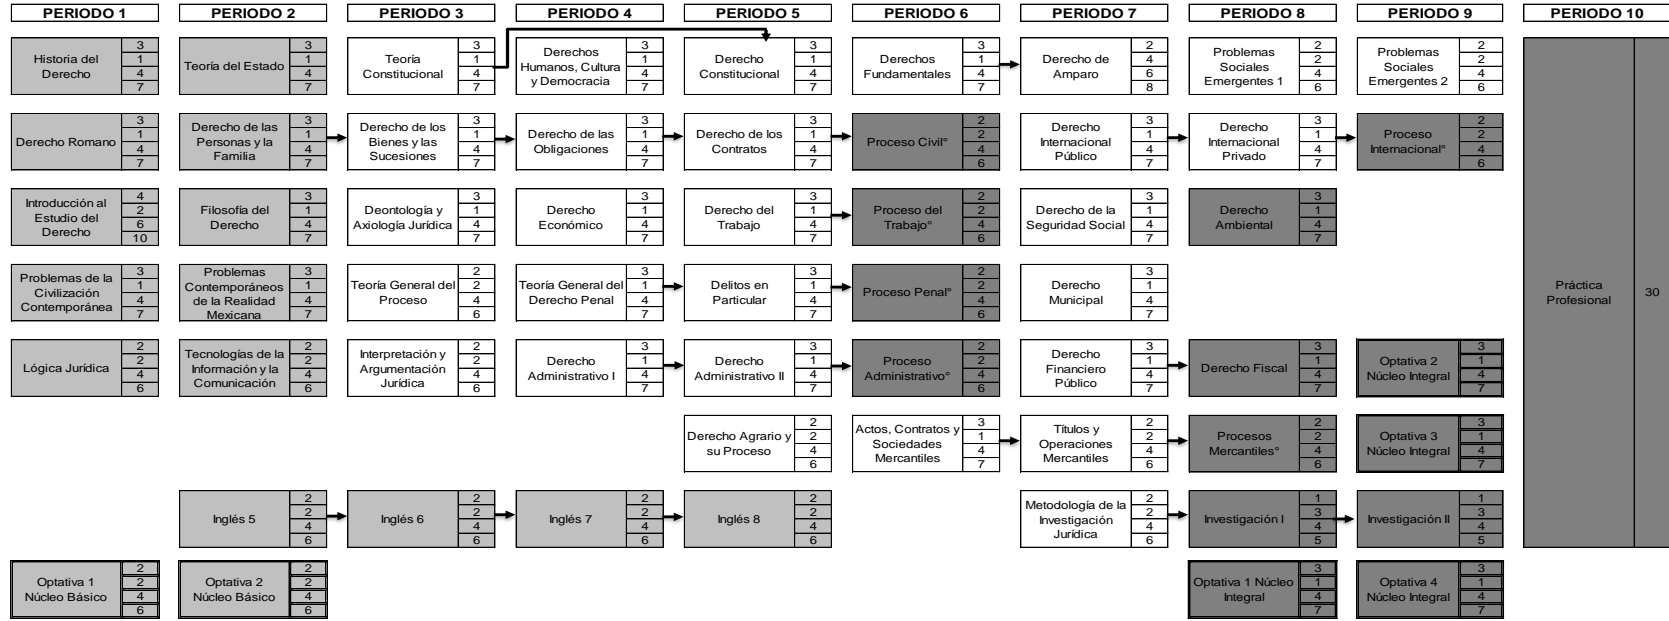 PERIODO 1
PERIODO 2
PERIODO 3
PERIODO 4
PERIODO 5
PERIODO 6
PERIODO 7
PERIODO 8
PERIODO 9
PERIODO 10
Historia del
Derecho
3
1
4
7
Teoría del Estado
3
1
4
7
Teoría
Constitucional
3
1
4
7
Derechos
Humanos, Cultura
y Democracia
3
1
4
7
Derecho
Constitucional
3
1
4
7
Derechos
Fundamentales
3
1
4
7
Derecho de
Amparo
2
4
6
8
Problemas
Sociales
Emergentes 1
2
2
4
6
Problemas
Sociales
Emergentes 2
2
2
4
6
Derecho Romano
3
1
4
7
Derecho de las
Personas y la
Familia
3
1
4
7
Derecho de los
Bienes y las
Sucesiones
3
1
4
7
Derecho de las
Obligaciones
3
1
4
7
Derecho de los
Contratos
3
1
4
7
Proceso Civil°
2
2
4
6
Derecho
Internacional
Público
3
1
4
7
Derecho
Internacional
Privado
3
1
4
7
Proceso
Internacional°
2
2
4
6
Introducción al
Estudio del
Derecho
4
2
6
10
Filosofía del
Derecho
3
1
4
7
Deontología y
Axiología Jurídica
3
1
4
7
Derecho
Económico
3
1
4
7
Derecho del
Trabajo
3
1
4
7
Proceso del
Trabajo°
2
2
4
6
Derecho de la
Seguridad Social
3
1
4
7
Derecho
Ambiental
3
1
4
7
Problemas de la
Civilización
Contemporánea
3
1
4
7
Problemas
Contemporáneos
de la Realidad
Mexicana
3
1
4
7
Teoría General del
Proceso
2
2
4
6
Teoría General del
Derecho Penal
3
1
4
7
Delitos en
Particular
3
1
4
7
Proceso Penal°
2
2
4
6
Derecho
Municipal
3
1
4
7
Práctica
Profesional
30
Lógica Jurídica
2
2
4
6
Tecnologías de la
Información y la
Comunicación
2
2
4
6
Interpretación y
Argumentación
Jurídica
2
2
4
6
Derecho
Administrativo I
3
1
4
7
Derecho
Administrativo II
3
1
4
7
Proceso
Administrativo°
2
2
4
6
Derecho
Financiero
Público
3
1
4
7
Derecho Fiscal
3
1
4
7
Optativa 2
Núcleo Integral
3
1
4
7
Derecho Agrario y
su Proceso
2
2
4
6
Actos, Contratos y
Sociedades
Mercantiles
3
1
4
7
Títulos y
Operaciones
Mercantiles
2
2
4
6
Procesos
Mercantiles°
2
2
4
6
Optativa 3
Núcleo Integral
3
1
4
7
Inglés 5
2
2
4
6
Inglés 6
2
2
4
6
Inglés 7
2
2
4
6
Inglés 8
2
2
4
6
Metodología de la
Investigación
Jurídica
2
2
4
6
Investigación I
1
3
4
5
Investigación II
1
3
4
5
Optativa 1
Núcleo Básico
2
2
4
6
Optativa 2
Núcleo Básico
2
2
4
6
Optativa 1 Núcleo
Integral
3
1
4
7
Optativa 4
Núcleo Integral
3
1
4
7